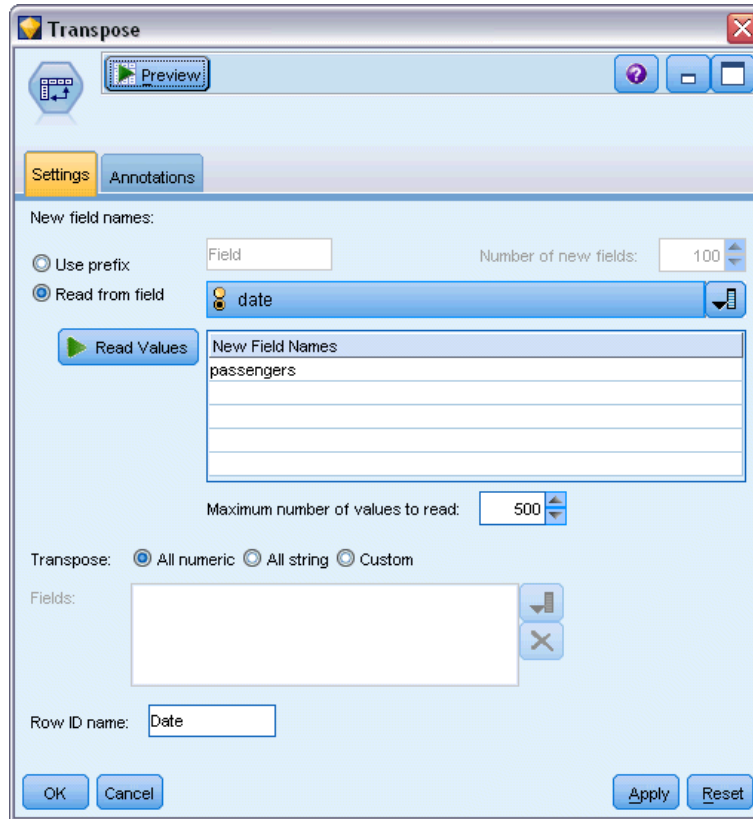 Transpose
Preview
Settings
Annotations
New field names:
Use prefix
Field
Number of new fields:
100
Read from field
date
Read Values
New Field Names
passengers
Maximum number of values to read:
500
Transpose:
All numeric
All string
Custom
Fields:
Row ID name:
Date
OK
Cancel
Apply
Reset